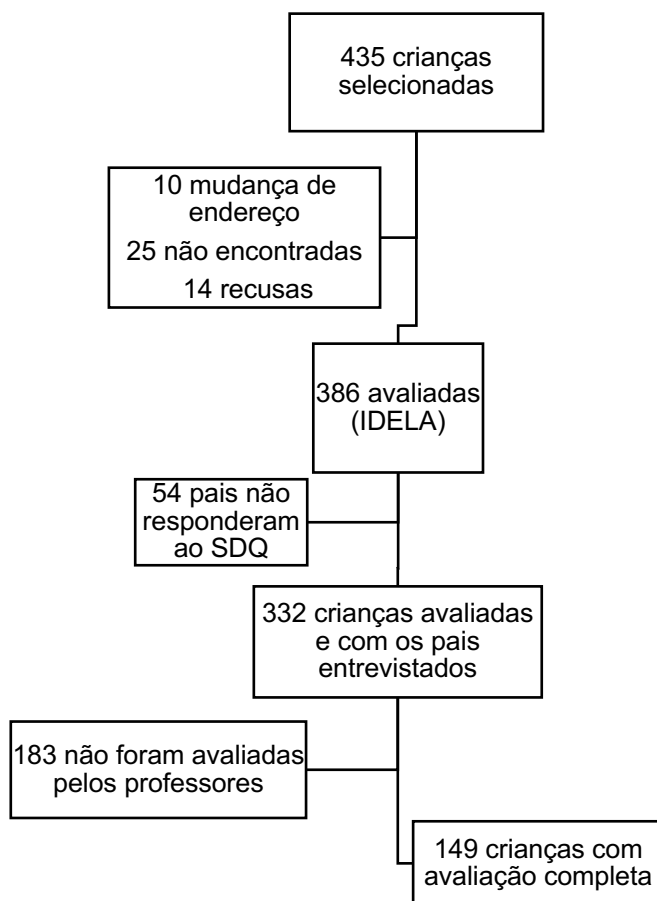 435 crianças
selecionadas
10 mudança de
endereço
25 não encontradas
14 recusas
386 avaliadas
(IDELA)
54 pais não
responderam
ao SDQ
332 crianças avaliadas
e com os pais
entrevistados
183 não foram avaliadas
pelos professores
149 crianças com
avaliação completa